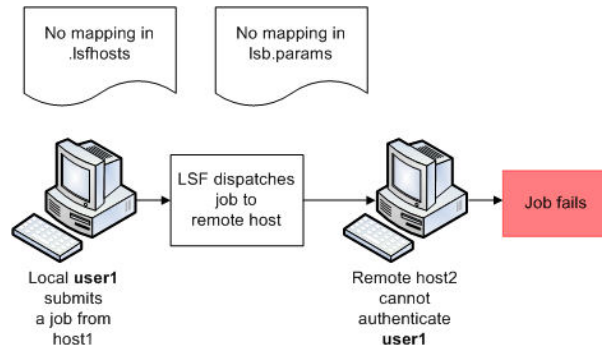 No mapping in
.lsfhosts
No mapping in
lsb.params
LSF dispatches
job to
remote host
Job fails
Local user1
submits
a job from
host1
Remote host2
cannot
authenticate
user1